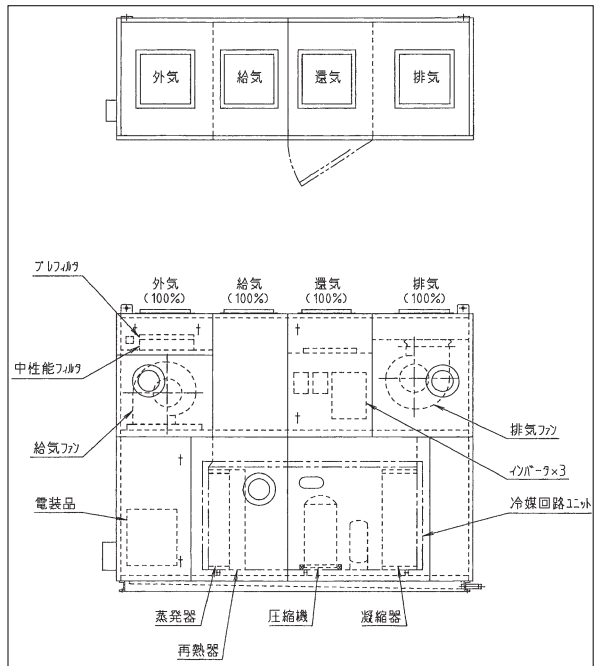 外気 給気 還気 排気
プレフィルタ
外気 給気 還気 排気
(100%) (100%) (100%) (100%)
中性能フィルタ
排気ファン
給気ファン
インバータ×3
電装品
冷媒回路ユニット
蒸発器 圧縮機 凝縮器
再熱器